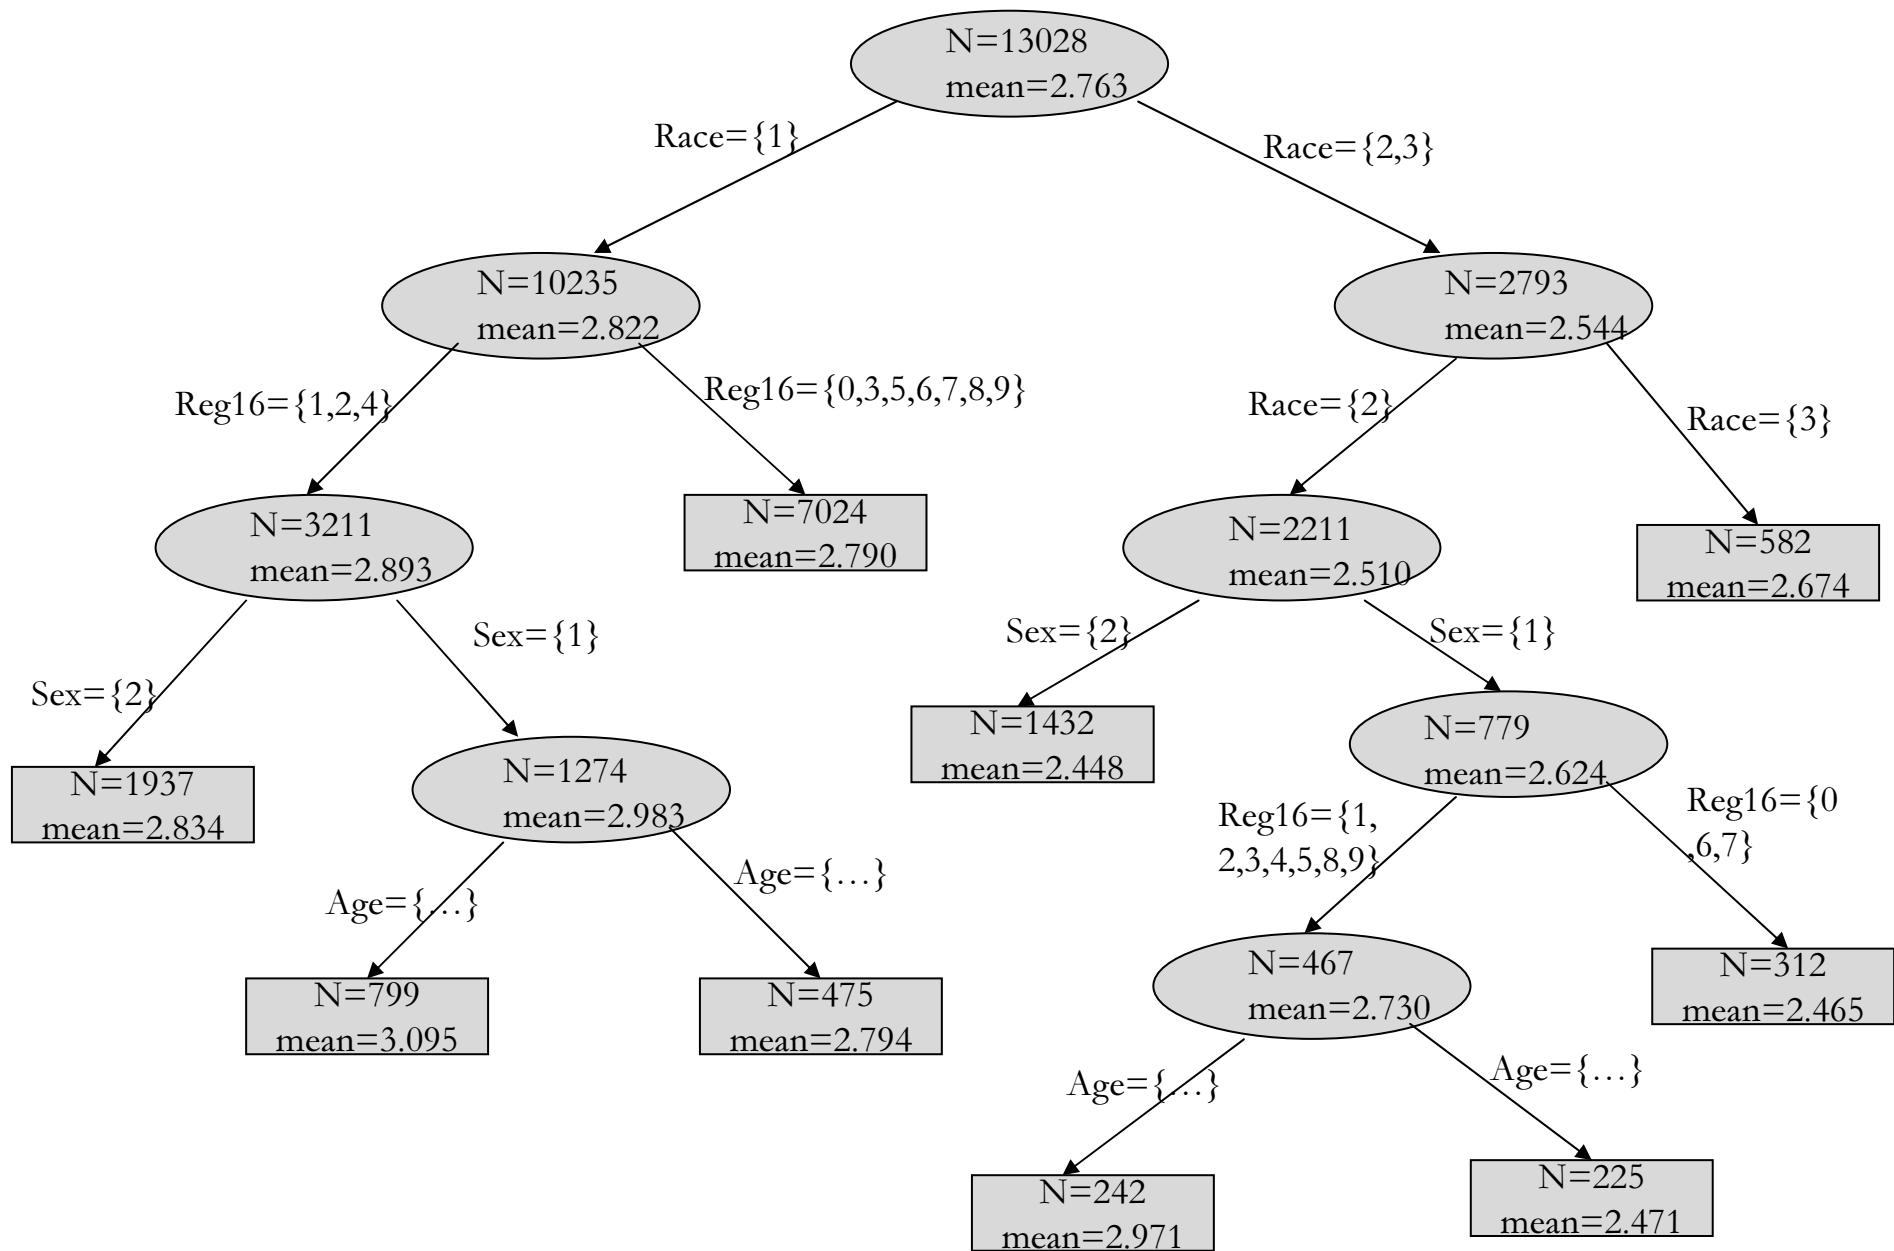 N=13028
mean=2.763
Race={1}
Race={2,3}
N=10235
mean=2.822
N=2793
mean=2.544
Reg16={1,2,4}
Reg16={0,3,5,6,7,8,9}
Race={2}
Race={3}
N=3211
mean=2.893
N=7024
mean=2.790
N=2211
mean=2.510
N=582
mean=2.674
Sex={2}
Sex={1}
Sex={2}
Sex={1}
N=1937
mean=2.834
N=1274
mean=2.983
N=1432
mean=2.448
N=779
mean=2.624
Age={…}
Age={…}
Reg16={1,
2,3,4,5,8,9}
Reg16={0
,6,7}
N=799
mean=3.095
N=475
mean=2.794
N=467
mean=2.730
N=312
mean=2.465
Age={…}
Age={…}
N=242
mean=2.971
N=225
mean=2.471